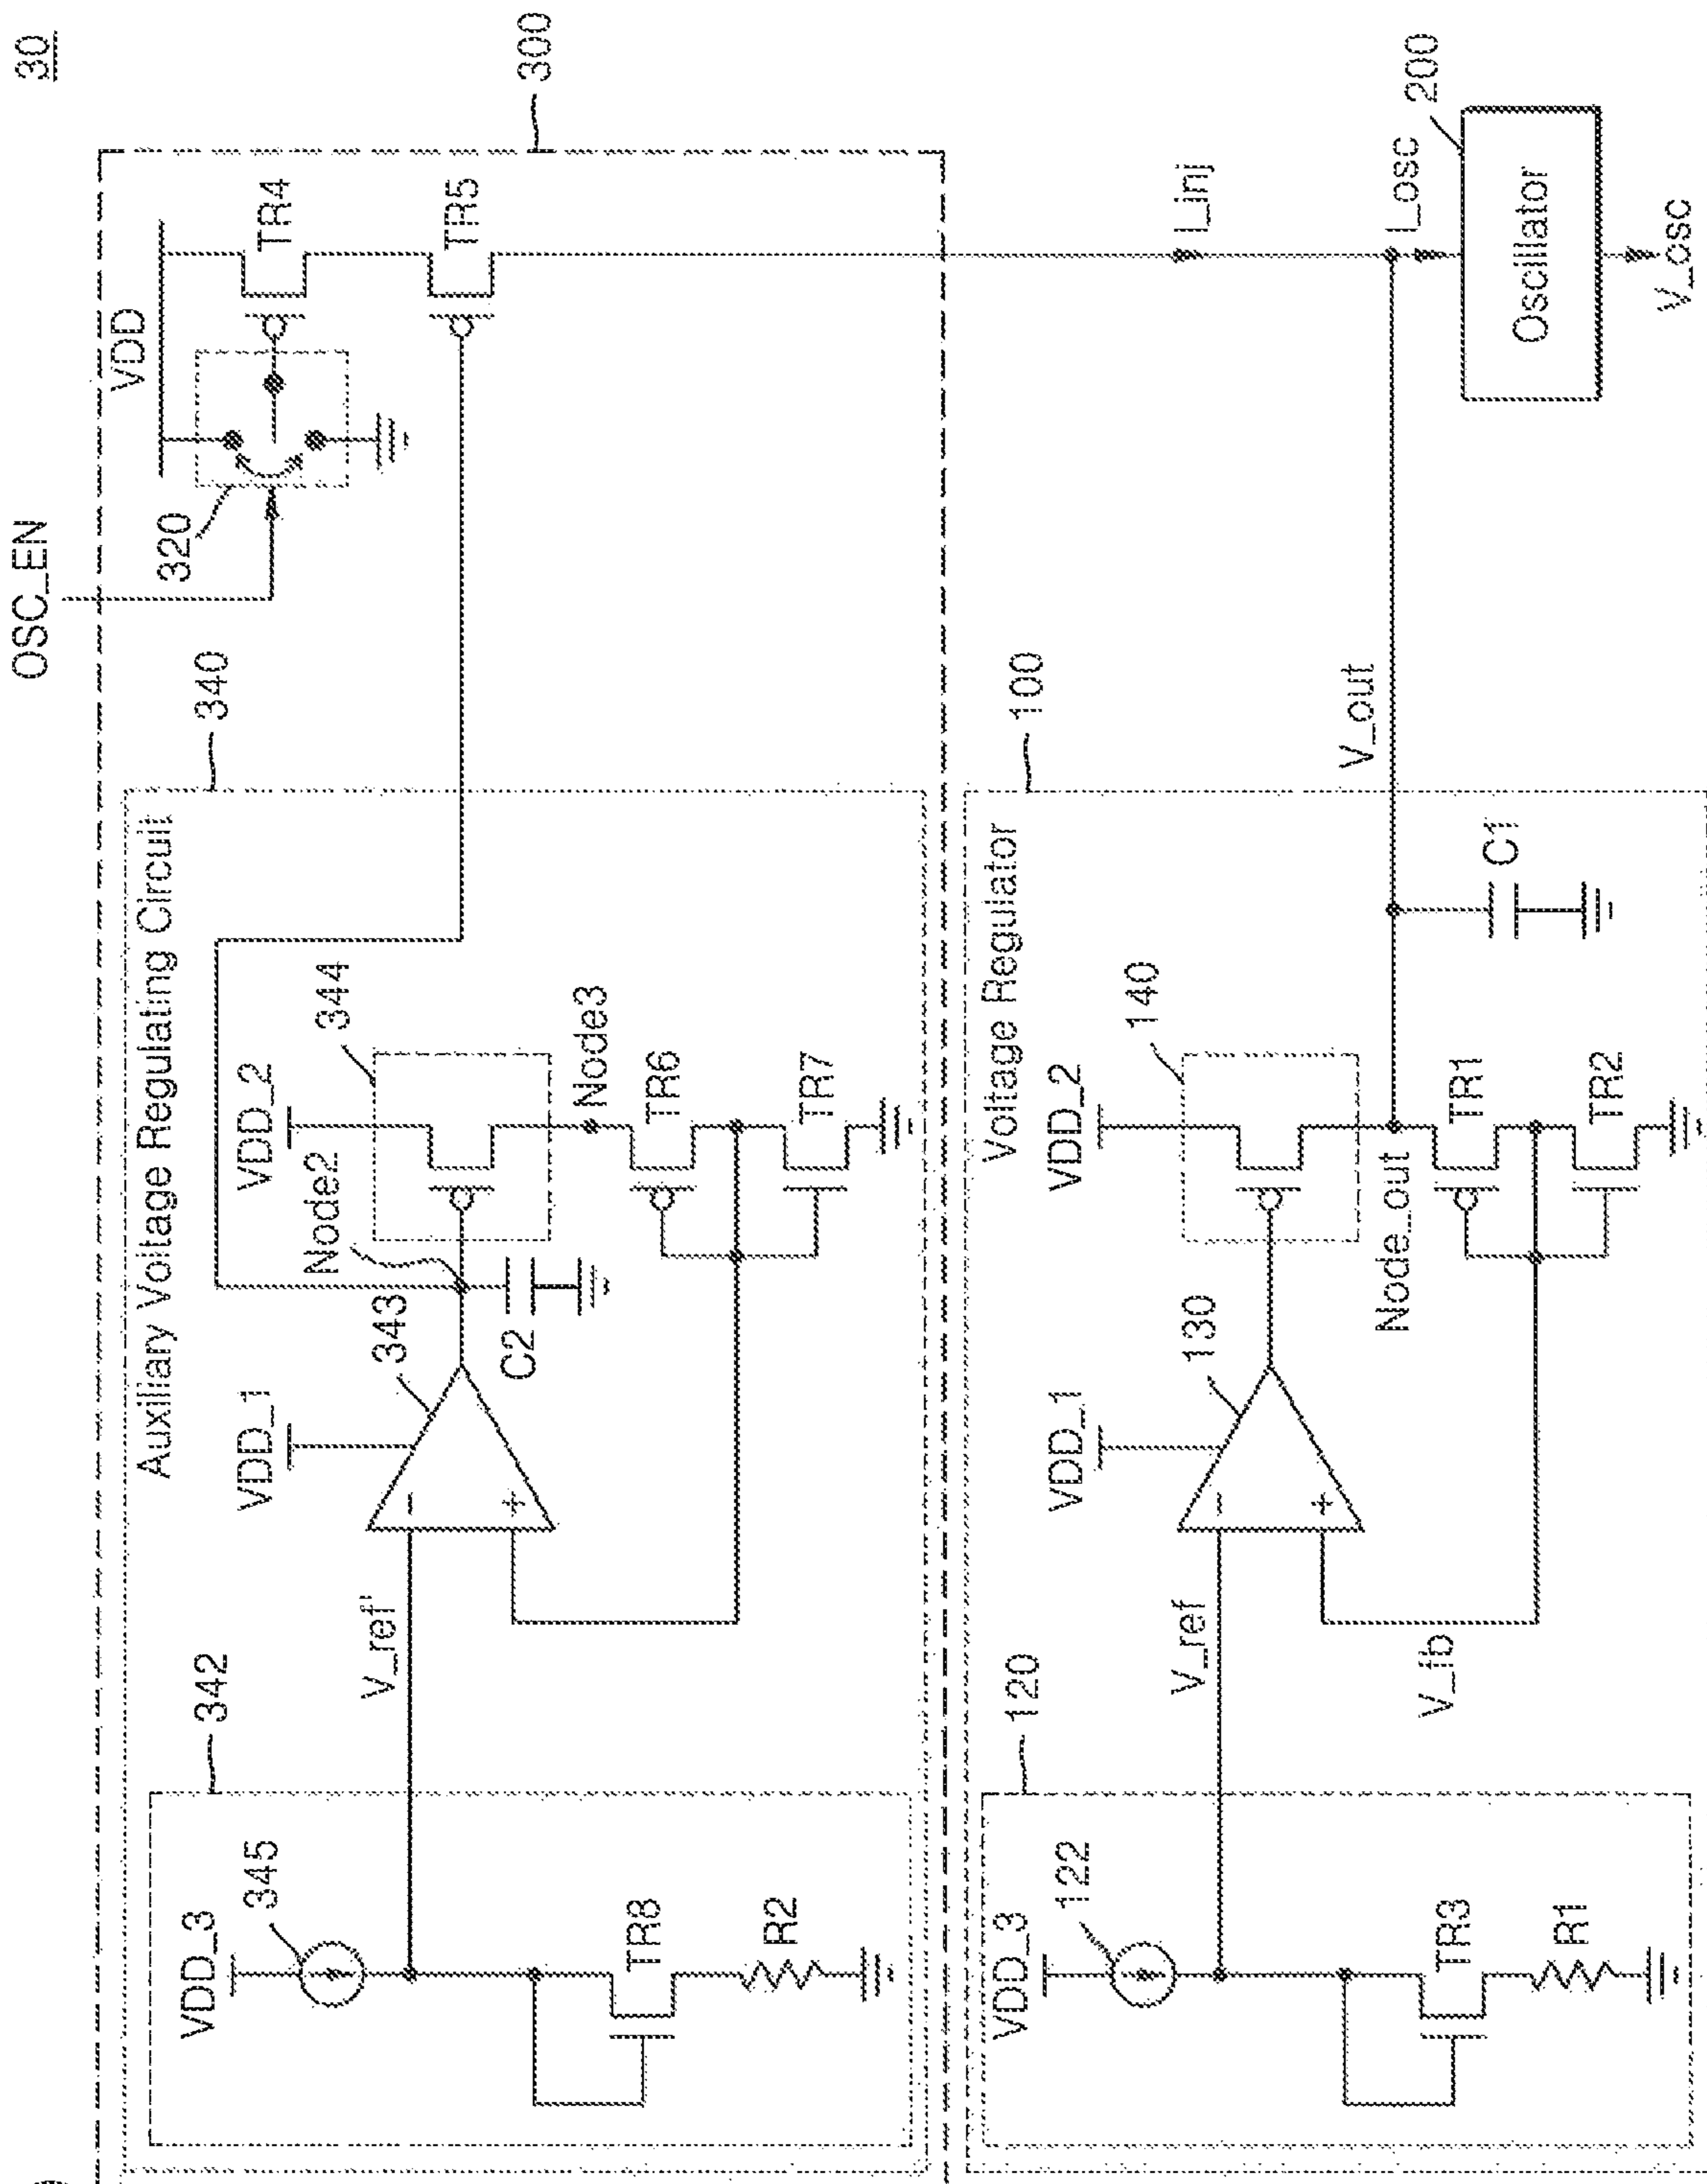 30
OSC_EN
300
340
Auxiliary Voltage Regulating Circuit
VDD
320
TR4
TR5
342
VDD_3
345
V_ref'
TR8
R2
VDD_1
343
C2
Node2
VDD_2
344
Node3
TR6
TR7
I_inj
100
Voltage Regulator
120
VDD_3
122
V_ref
TR3
R1
VDD_1
130
V_fb
VDD_2
140
Node_out
TR1
TR2
C1
V_out
I_osc
200
Oscillator
V_osc